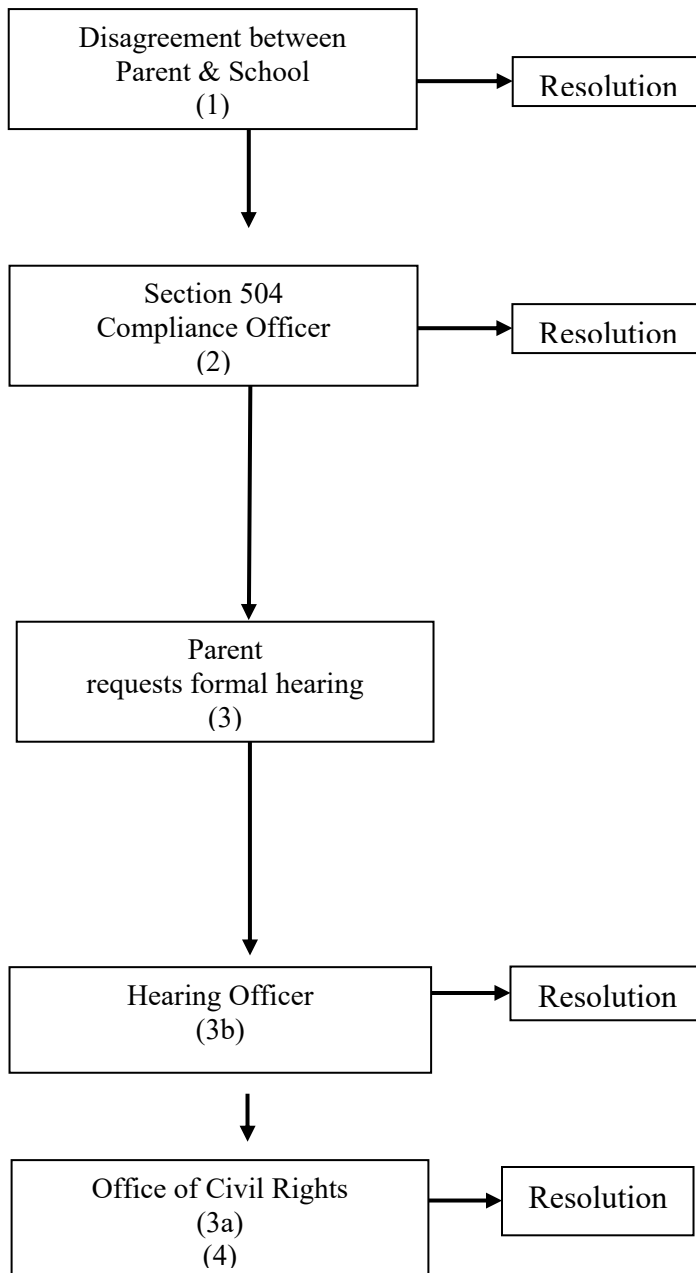 Disagreement between
Parent & School
(1)
Resolution
Section 504
Compliance Officer
(2)
Resolution
Parent
requests formal hearing
(3)
Hearing Officer
(3b)
Resolution
Office of Civil Rights
(3a)
(4)
Resolution